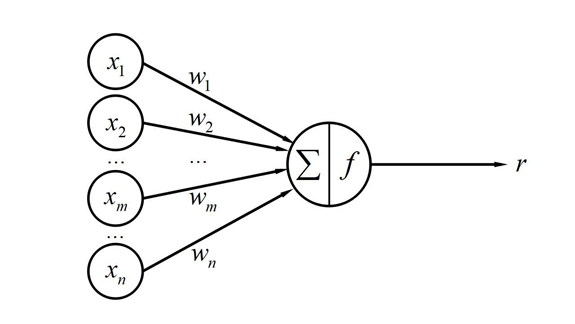 x₁
w₁
x₂
w₂
...
...
∑ f
r
xₘ
wₘ
...
xₙ
wₙ